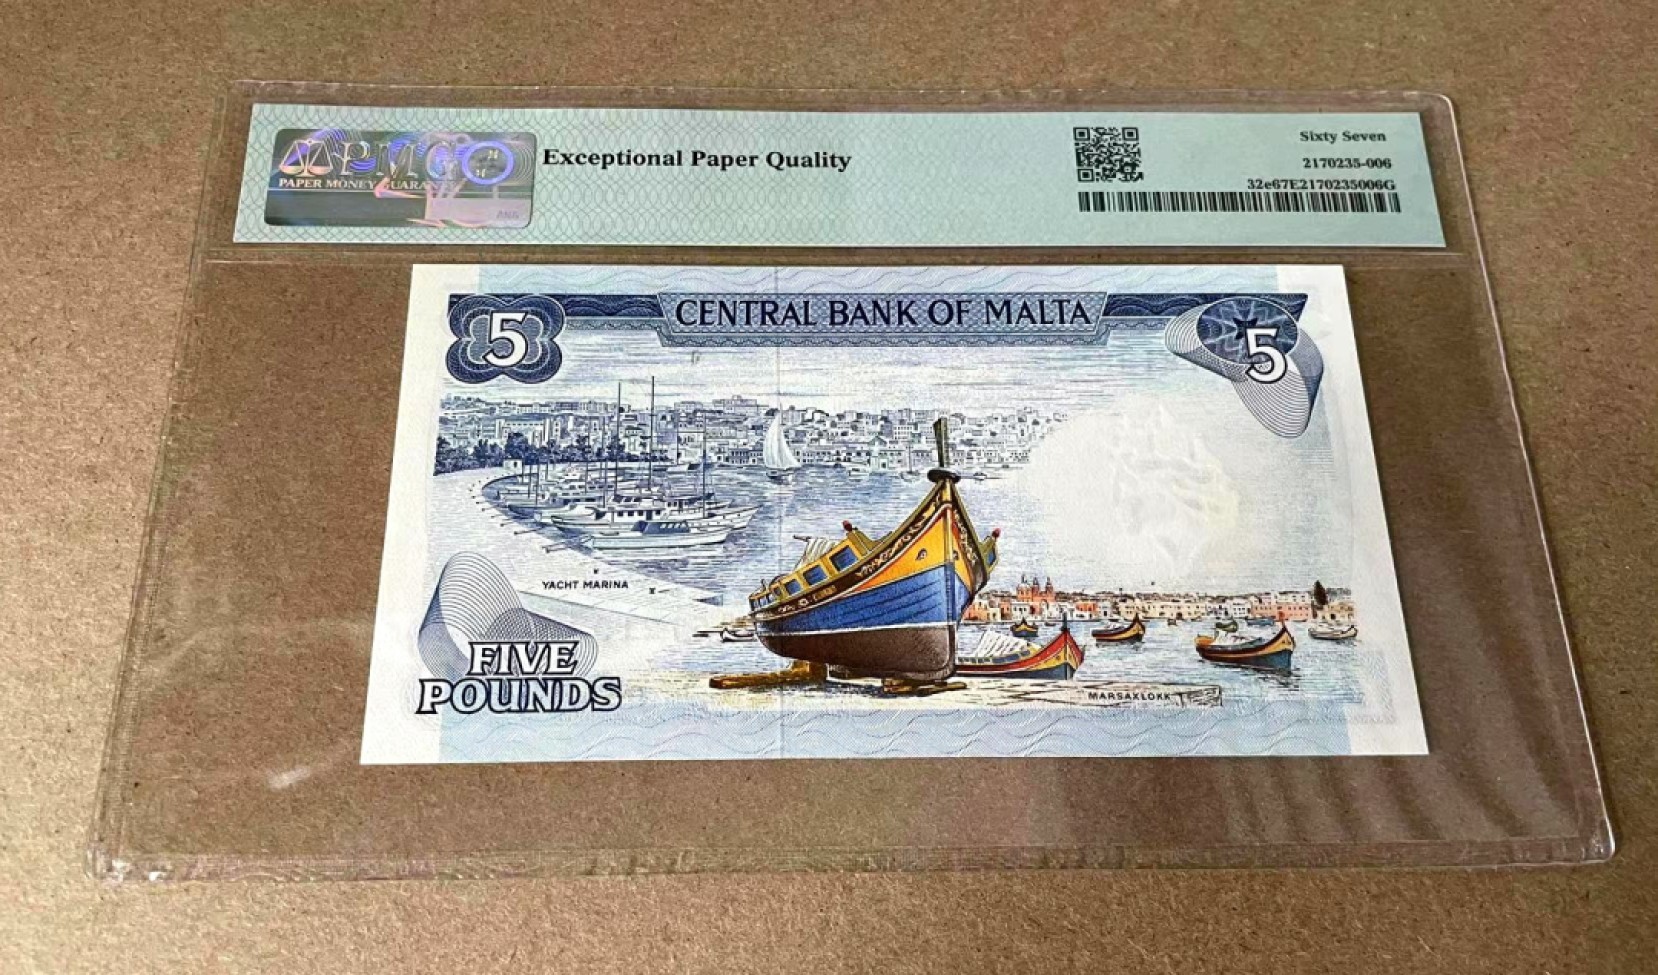 PMG
PAPER MONEY GUARA
Exceptional Paper Quality
Sixty Seven
2170235-006
32e67E2170235006G
CENTRAL BANK OF MALTA
5
5
YACHT MARINA
FIVE
POUNDS
MARSAXLOKK